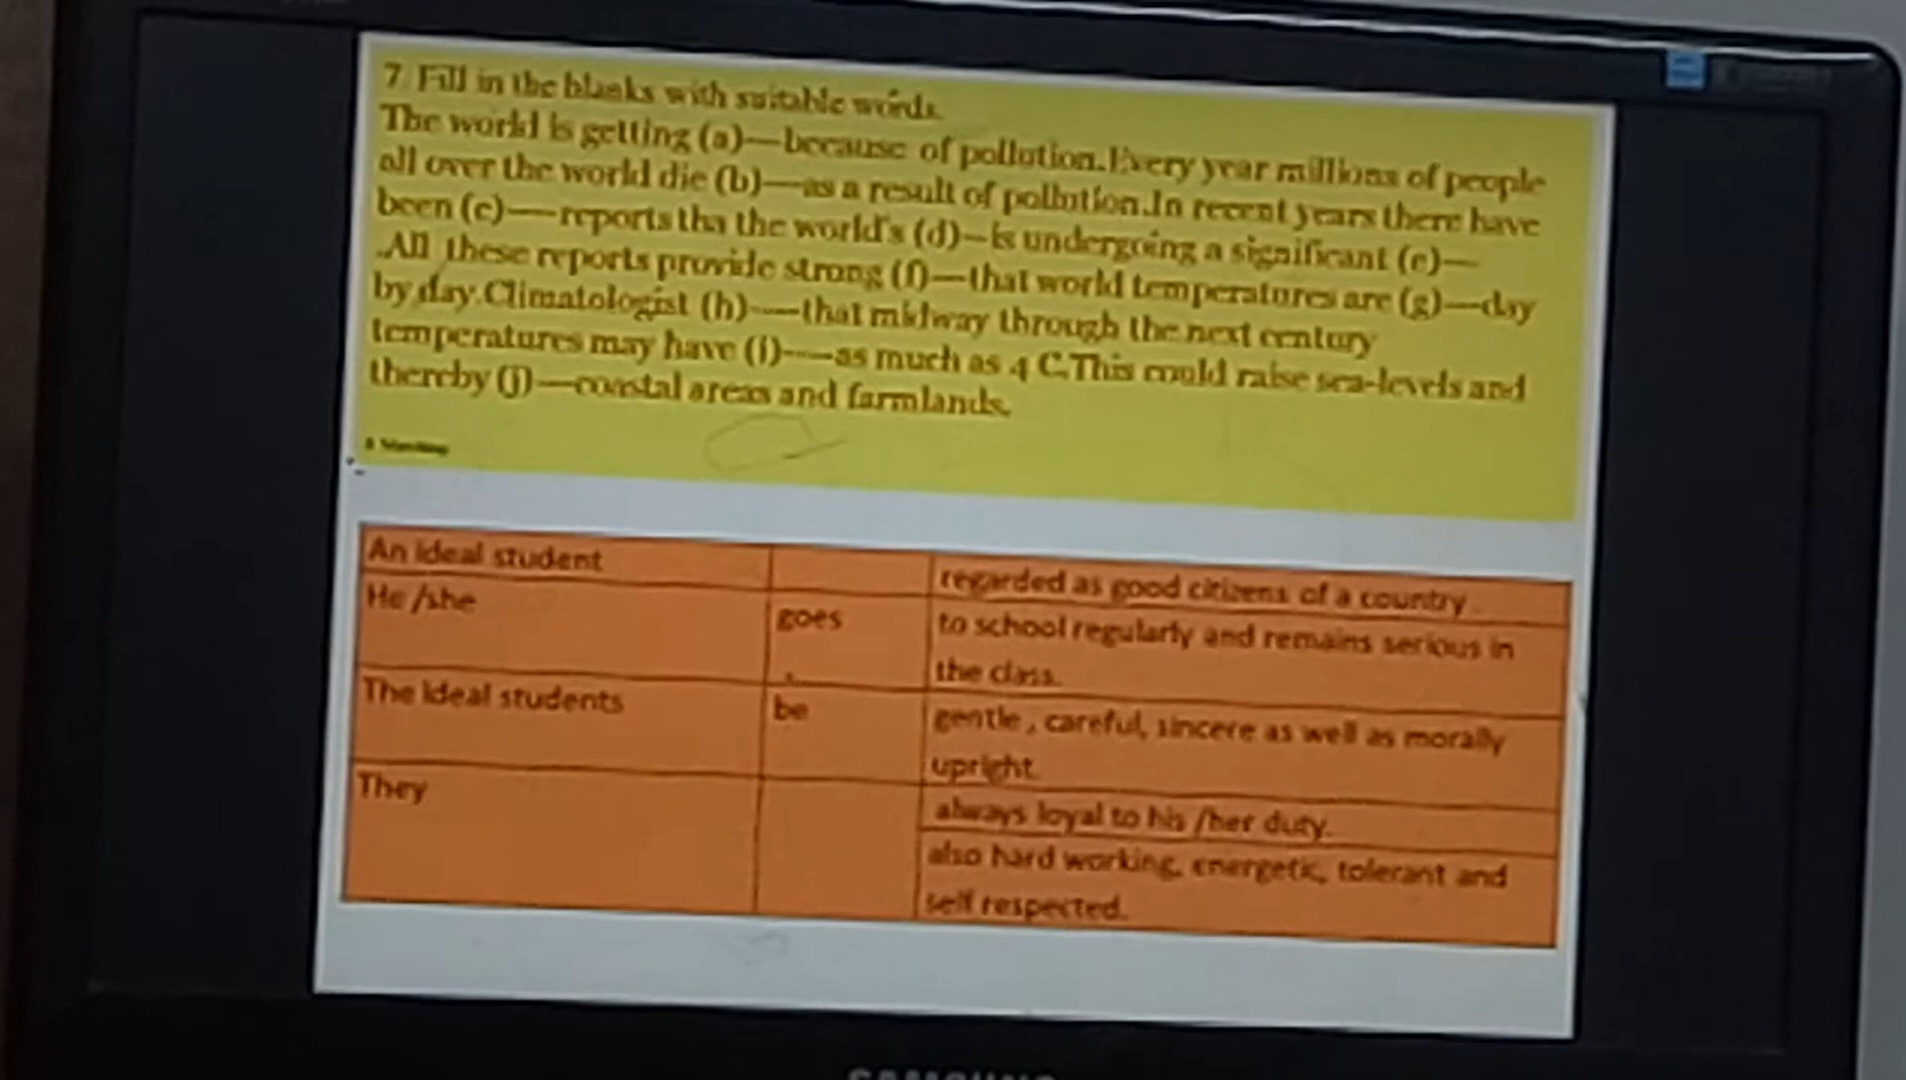 7. Fill in the blanks with suitable words.
The world is getting (a)—because of pollution.Every year millions of people
all over the world die (b)—as a result of pollution.In recent years there have
been (c)—reports tha the world's (d)—is undergoing a significant (e)—
.All these reports provide strong (f)—that world temperatures are (g)—day
by day.Climatologist (h)—that midway through the next century
temperatures may have (i)—as much as 4 C.This could raise sea-levels and
thereby (j)—coastal areas and farmlands.
8 Matching
An ideal student
regarded as good citizens of a country.
He /she
goes
to school regularly and remains serious in
the class.
The ideal students
be
gentle , careful, sincere as well as morally
upright.
They
always loyal to his /her duty.
also hard working, energetic, tolerant and
self respected.
SAMSUNG